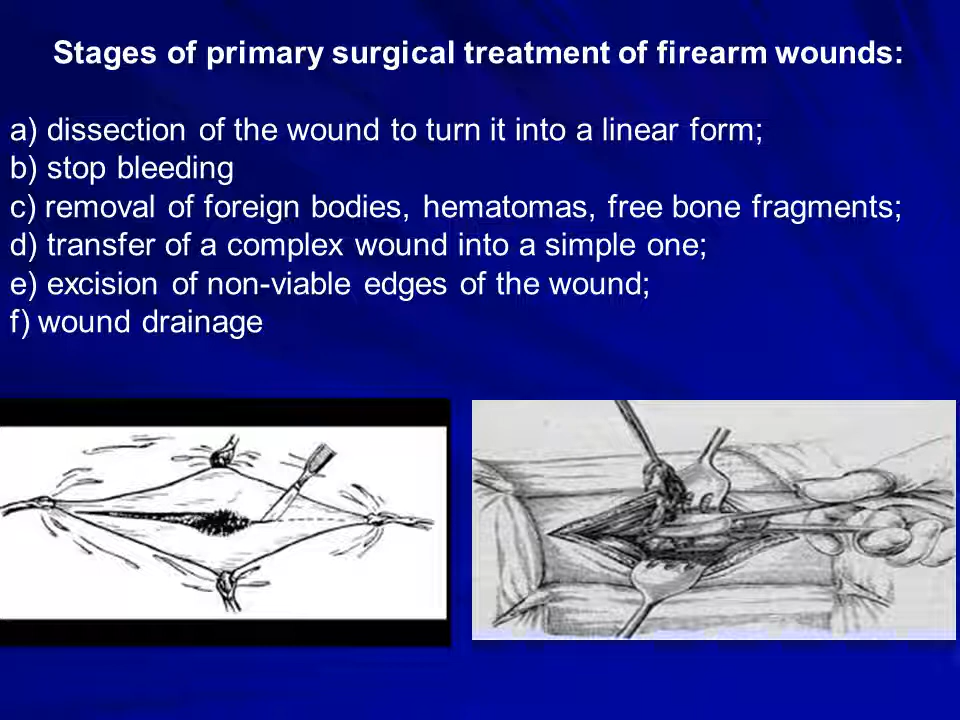 Stages of primary surgical treatment of firearm wounds:
a) dissection of the wound to turn it into a linear form;
b) stop bleeding
c) removal of foreign bodies, hematomas, free bone fragments;
d) transfer of a complex wound into a simple one;
e) excision of non-viable edges of the wound;
f) wound drainage